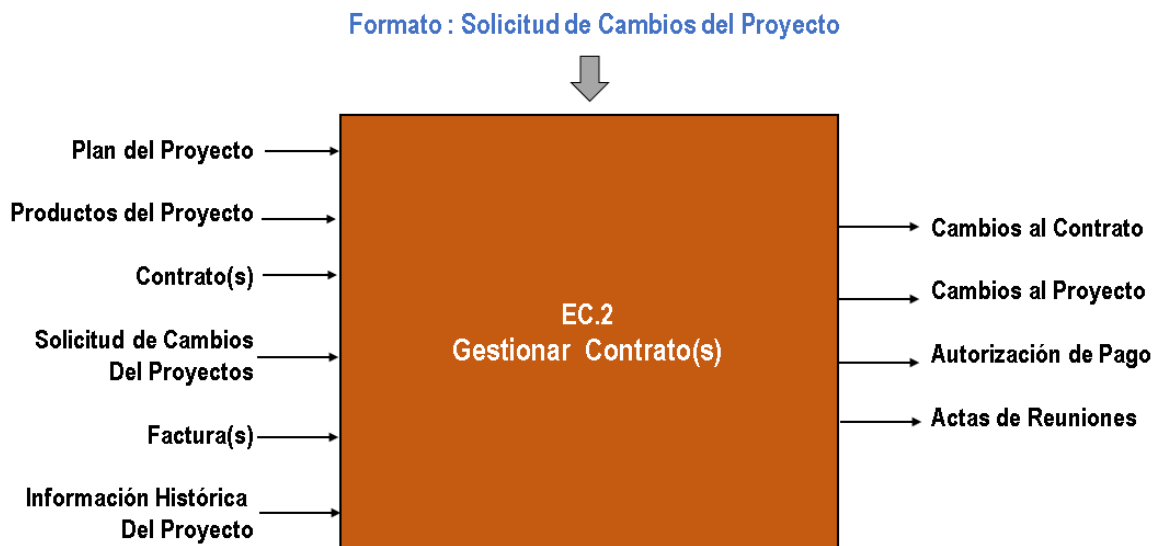 Formato : Solicitud de Cambios del Proyecto
Plan del Proyecto
Productos del Proyecto
Contrato(s)
Solicitud de Cambios
Del Proyectos
Factura(s)
Información Histórica
Del Proyecto
EC.2
Gestionar Contrato(s)
Cambios al Contrato
Cambios al Proyecto
Autorización de Pago
Actas de Reuniones